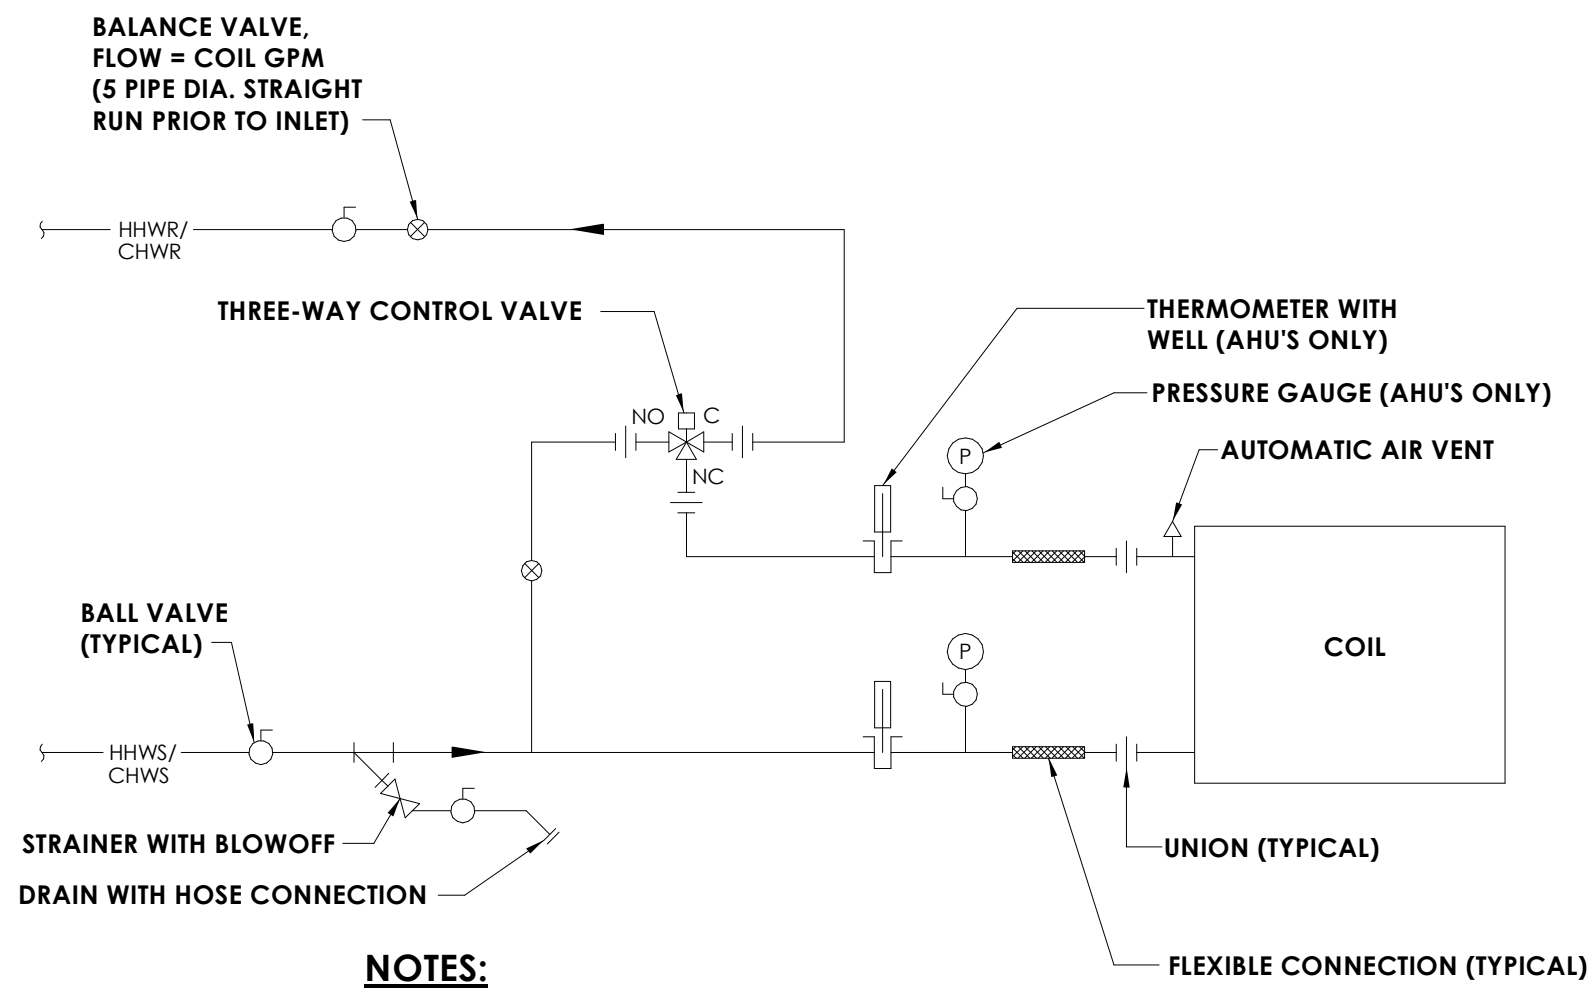 BALANCE VALVE,
FLOW = COIL GPM
(5 PIPE DIA. STRAIGHT
RUN PRIOR TO INLET)
HHWR/
CHWR
THREE-WAY CONTROL VALVE
NO
C
NC
THERMOMETER WITH
WELL (AHU'S ONLY)
PRESSURE GAUGE (AHU'S ONLY)
P
AUTOMATIC AIR VENT
BALL VALVE
(TYPICAL)
P
COIL
HHWS/
CHWS
STRAINER WITH BLOWOFF
DRAIN WITH HOSE CONNECTION
UNION (TYPICAL)
FLEXIBLE CONNECTION (TYPICAL)
NOTES: